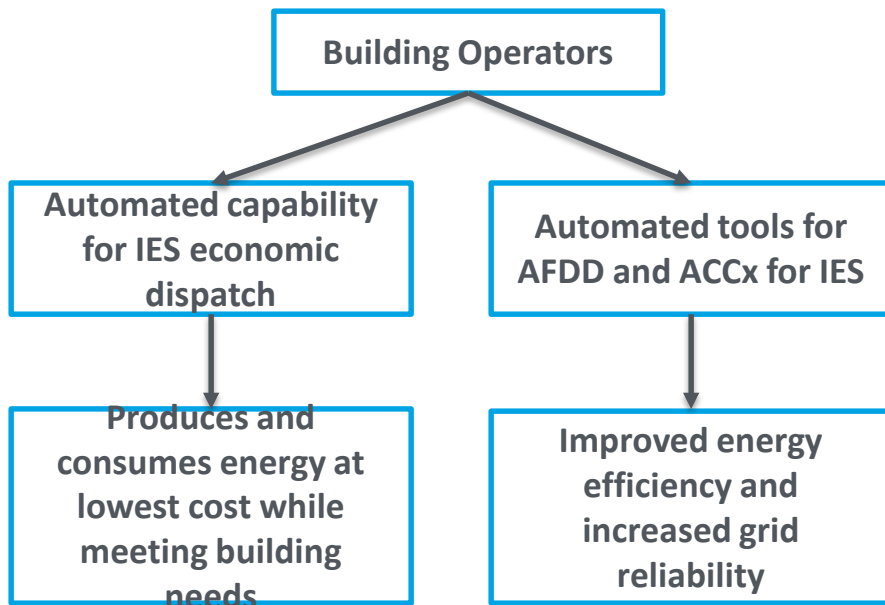 Building Operators
Automated capability
for IES economic
dispatch
Automated tools for
AFDD and ACCx for IES
Produces and
consumes energy at
lowest cost while
meeting building
needs
Improved energy
efficiency and
increased grid
reliability